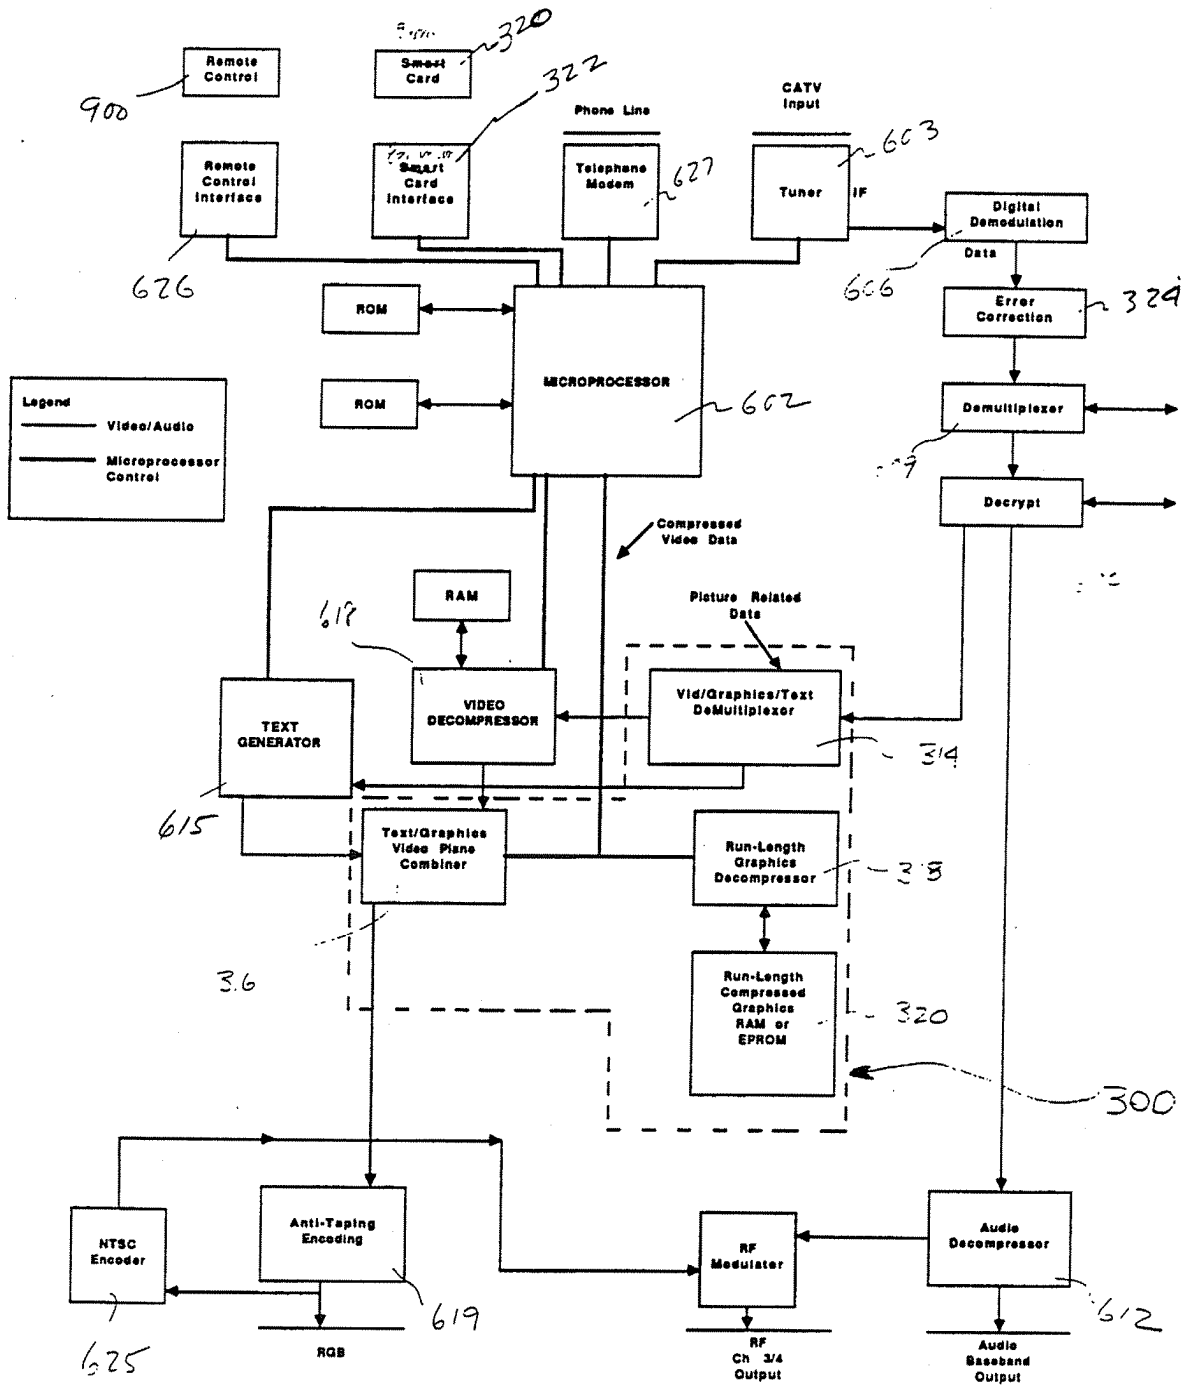 320
Remote
Control
Smart
Card
900
322
CATV
Input
Phone Line
603
Remote
Control
Interface
Smart
Card
Interface
Telephone
Modem
627
Tuner
IF
Digital
Demodulation
626
Data
606
ROM
Error
Correction
324
MICROPROCESSOR
602
ROM
Legend
Video/Audio
Microprocessor
Control
Demultiplexer
Decrypt
Compressed
Video Data
RAM
Picture Related
Data
618
VIDEO
DECOMPRESSOR
Vid/Graphics/Text
DeMultiplexor
314
TEXT
GENERATOR
615
Text/Graphics
Video Plane
Combiner
Run-Length
Graphics
Decompressor
318
Run-Length
Compressed
Graphics
RAM or
EPROM
320
300
NTSC
Encoder
625
Anti-Taping
Encoding
619
RGB
RF
Modulater
RF
Ch 3/4
Output
Audio
Decompressor
612
Audio
Baseband
Output